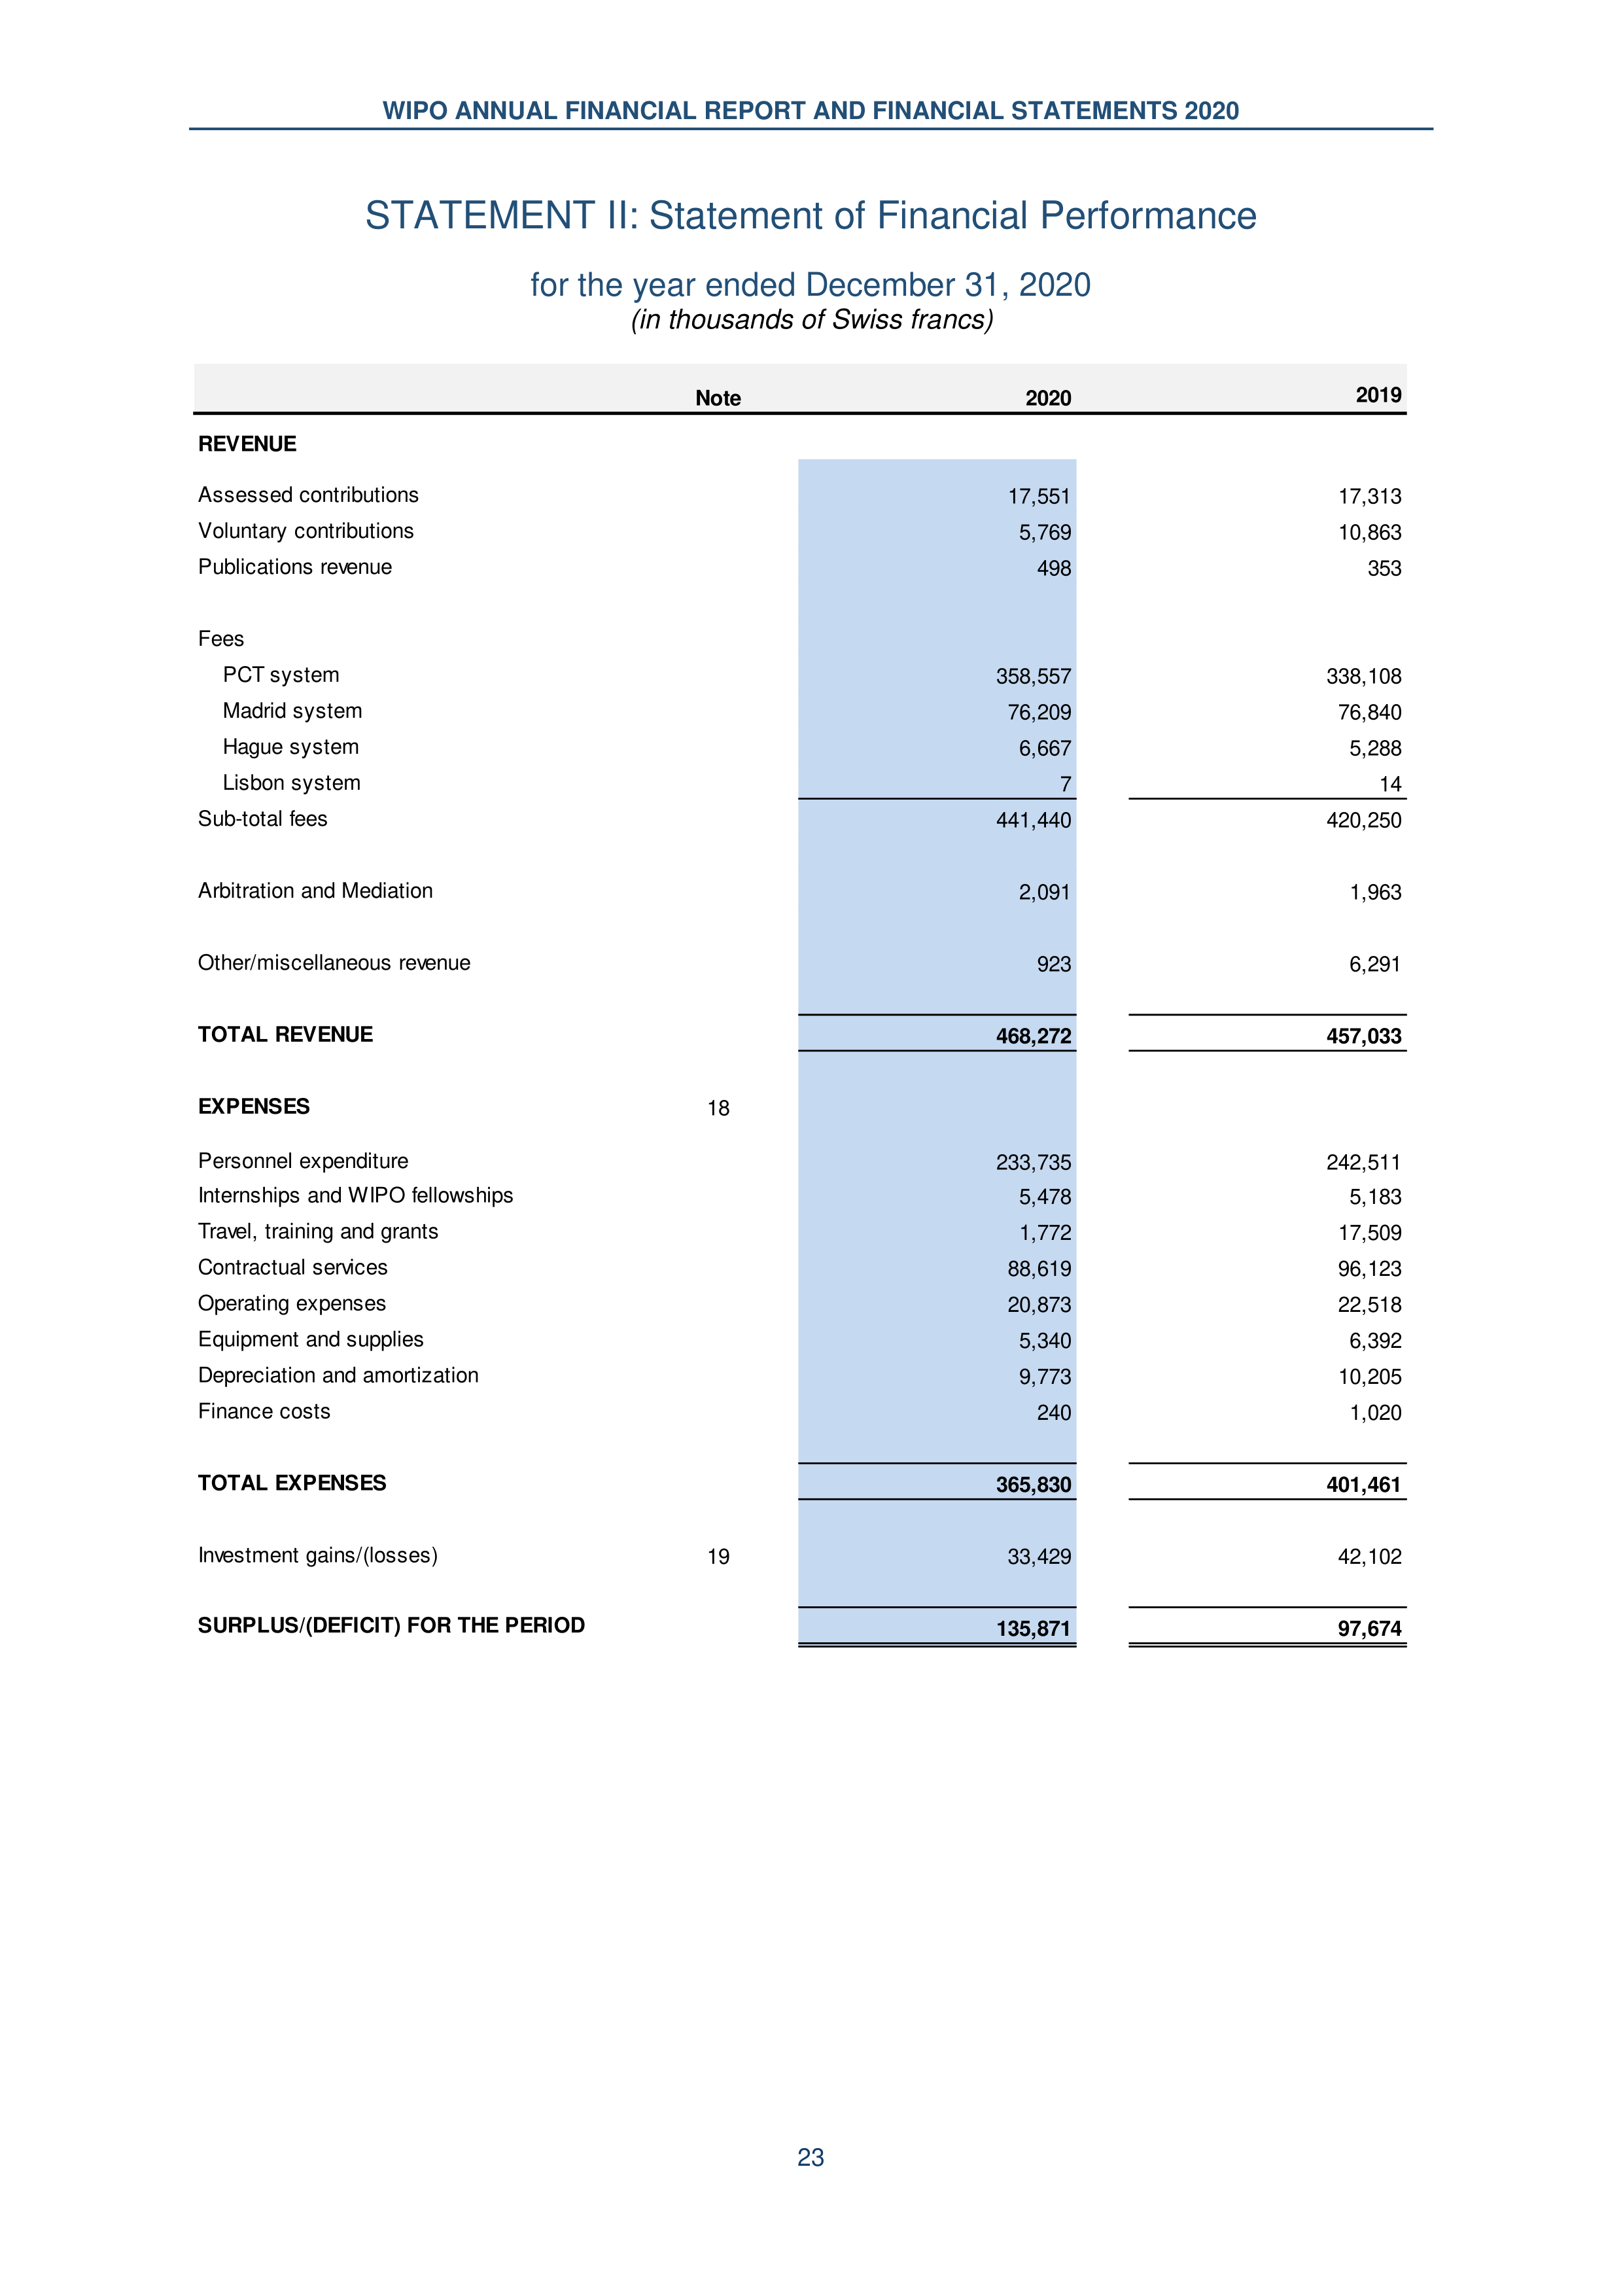 WIPO ANNUAL FINANCIAL REPORT AND FINANCIAL STATEMENTS 2020
STATEMENT II: Statement of Financial Performance
for the year ended December 31, 2020
(in thousands of Swiss francs)
Note 2020 2019
REVENUE
Assessed contributions 17,551 17,313
Voluntary contributions 5,769 10,863
Publications revenue 498 353
Fees
PCT system 358,557 338,108
Madrid system 76,209 76,840
Hague system 6,667 5,288
Lisbon system 7 14
Sub-total fees 441,440 420,250
Arbitration and Mediation 2,091 1,963
Other/miscellaneous revenue 923 6,291
TOTAL REVENUE 468,272 457,033
EXPENSES 18
Personnel expenditure 233,735 242,511
Internships and WIPO fellowships 5,478 5,183
Travel, training and grants 1,772 17,509
Contractual services 88,619 96,123
Operating expenses 20,873 22,518
Equipment and supplies 5,340 6,392
Depreciation and amortization 9,773 10,205
Finance costs 240 1,020
TOTAL EXPENSES 365,830 401,461
Investment gains/(losses) 19 33,429 42,102
SURPLUS/(DEFICIT) FOR THE PERIOD 135,871 97,674
23